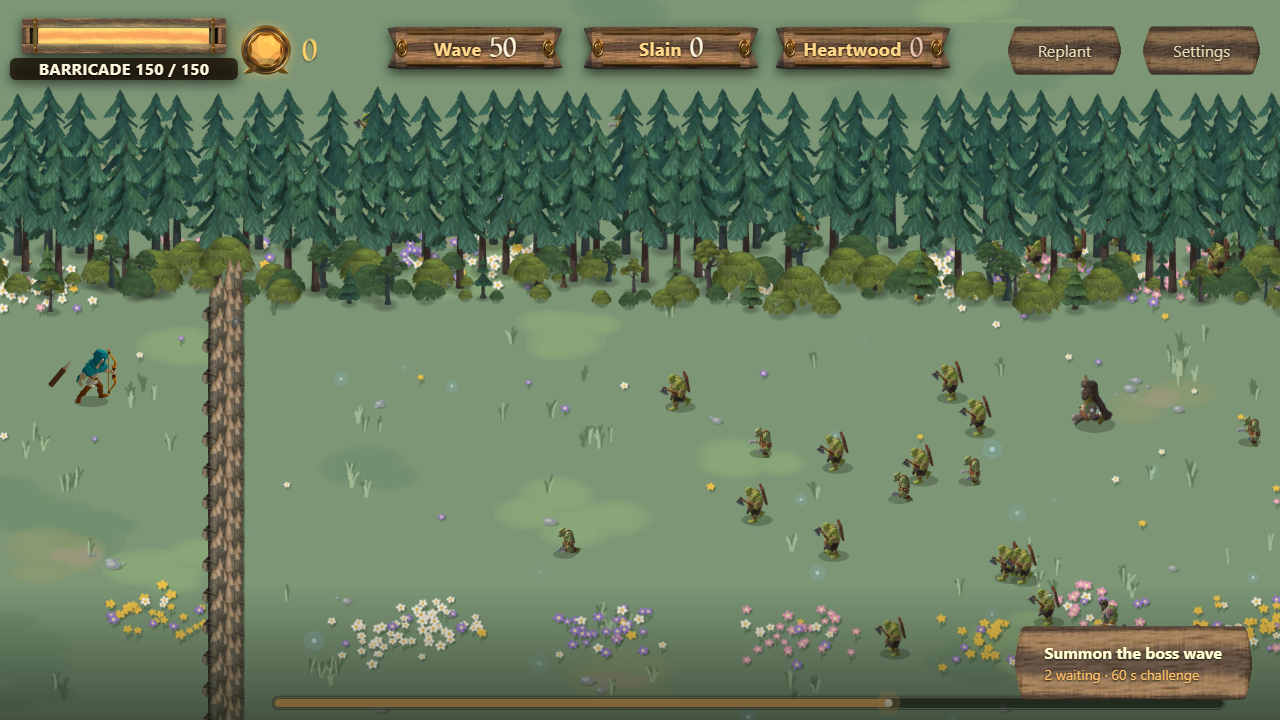 BARRICADE 150 / 150
0
Wave 50
Slain 0
Heartwood 0
Replant
Settings
Summon the boss wave
2 waiting · 60 s challenge